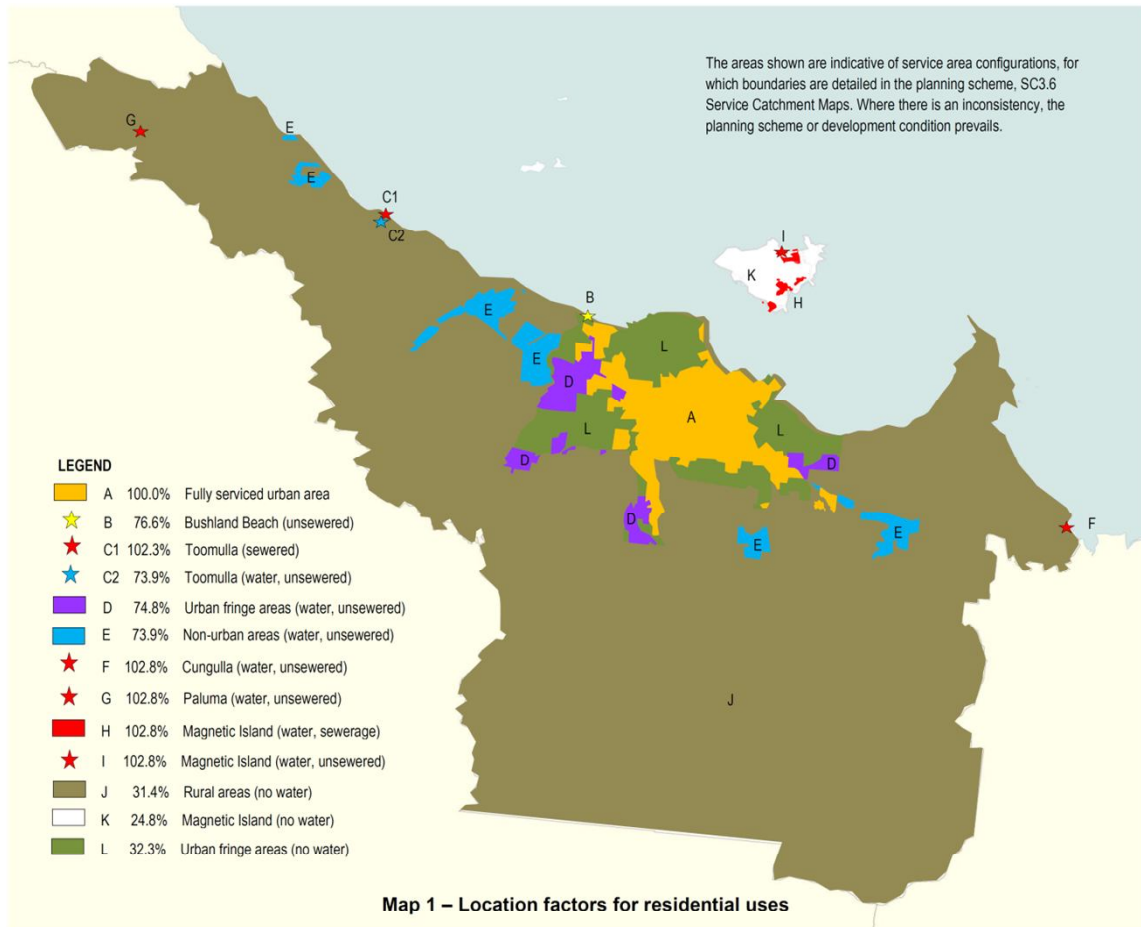 The areas shown are indicative of service area configurations, for
which boundaries are detailed in the planning scheme, SC3.6
Service Catchment Maps. Where there is an inconsistency, the
planning scheme or development condition prevails.
G
E
E
C1
C2
I
K
H
B
E
L
E
D
A
L
L
D
D
D
E
E
F
J
LEGEND
A 100.0% Fully serviced urban area
B 76.6% Bushland Beach (unsewered)
C1 102.3% Toomulla (sewered)
C2 73.9% Toomulla (water, unsewered)
D 74.8% Urban fringe areas (water, unsewered)
E 73.9% Non-urban areas (water, unsewered)
F 102.8% Cungulla (water, unsewered)
G 102.8% Paluma (water, unsewered)
H 102.8% Magnetic Island (water, sewerage)
I 102.8% Magnetic Island (water, unsewered)
J 31.4% Rural areas (no water)
K 24.8% Magnetic Island (no water)
L 32.3% Urban fringe areas (no water)
Map 1 – Location factors for residential uses